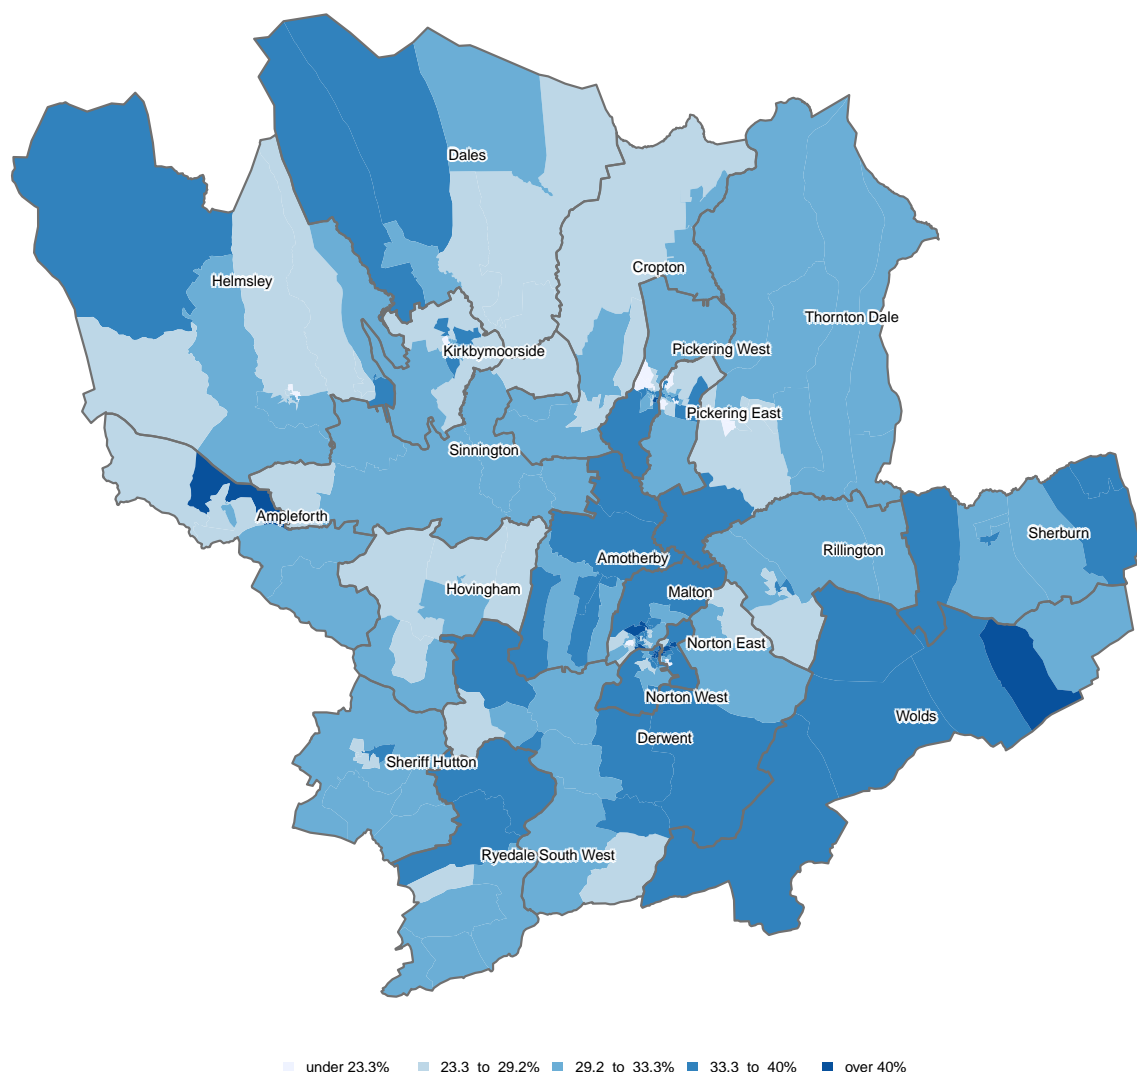 Dales
Cropton
Helmsley
Thornton Dale
Pickering West
Kirkbymoorside
Pickering East
Sinnington
Ampleforth
Sherburn
Rillington
Amotherby
Hovingham
Malton
Norton East
Norton West
Wolds
Derwent
Sheriff Hutton
Ryedale South West
under 23.3% 23.3 to 29.2% 29.2 to 33.3% 33.3 to 40% over 40%